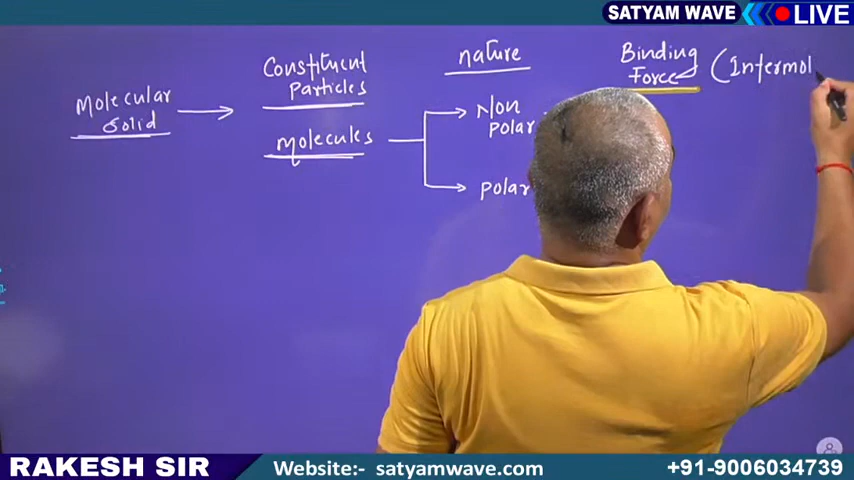 SATYAM WAVE LIVE
Molecular
Solid
Constituent
Particles
molecules
nature
Non
Polar
Polar
Binding
Force (Intermol
RAKESH SIR
Website:- satyamwave.com
+91-9006034739